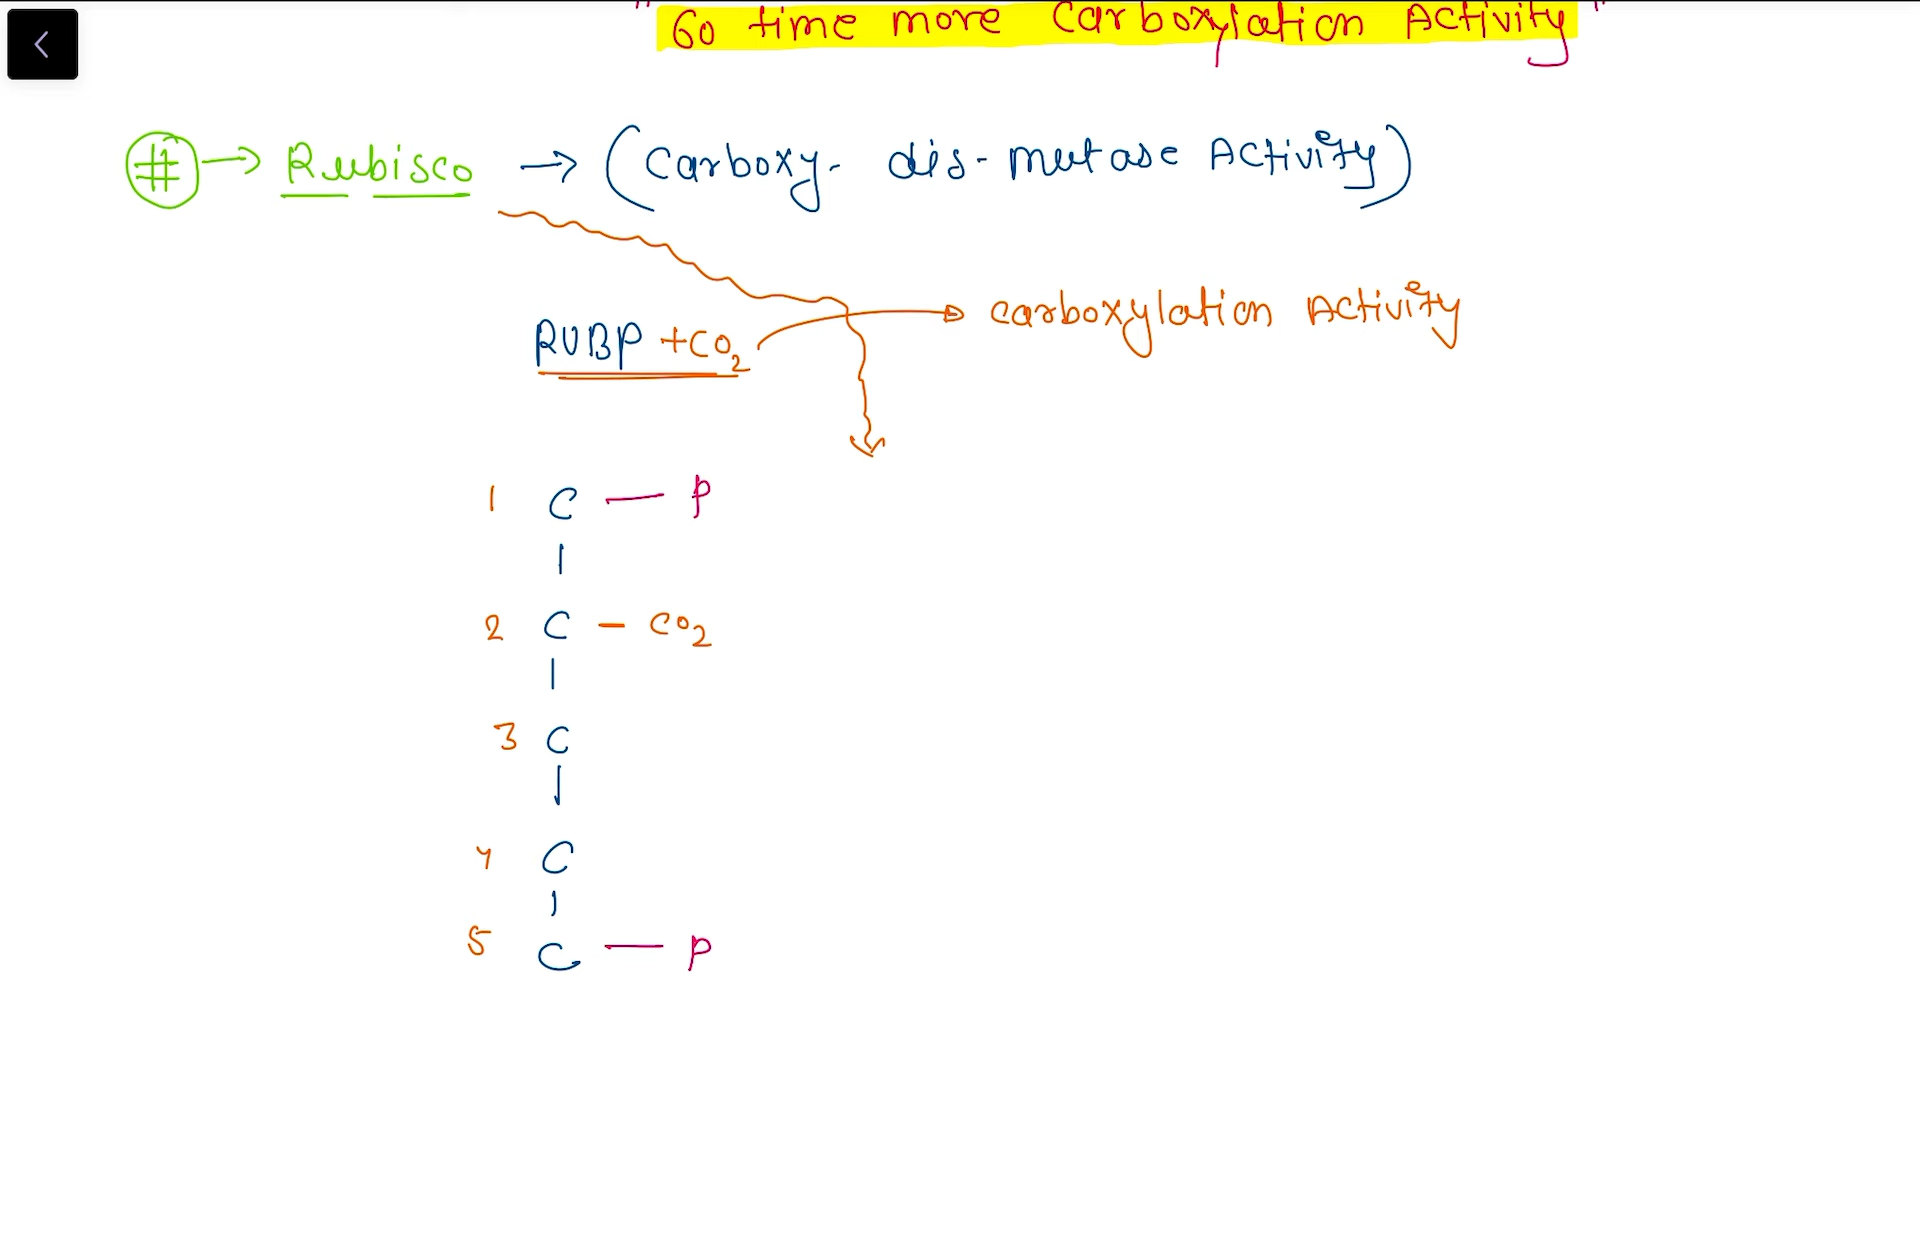 "60 time more Carboxylation Activity"
# → Rubisco → (Carboxy- dis-mutase Activity)
RUBP +CO2 → carboxylation Activity
1 C — P
2 C - CO2
3 C
4 C
5 C — P